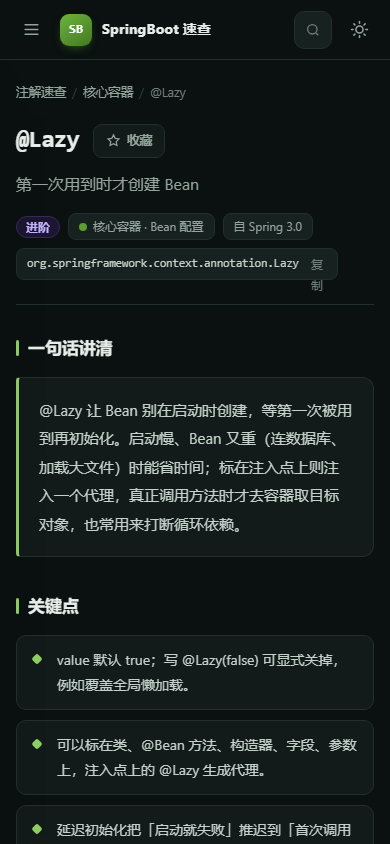 SB SpringBoot 速查
注解速查 / 核心容器 / @Lazy
@Lazy 收藏
第一次用到时才创建 Bean
进阶 核心容器 · Bean 配置 自 Spring 3.0
org.springframework.context.annotation.Lazy 复
制
一句话讲清
@Lazy 让 Bean 别在启动时创建，等第一次被用
到再初始化。启动慢、Bean 又重（连数据库、
加载大文件）时能省时间；标在注入点上则注
入一个代理，真正调用方法时才去容器取目标
对象，也常用来打断循环依赖。
关键点
value 默认 true；写 @Lazy(false) 可显式关掉，
例如覆盖全局懒加载。
可以标在类、@Bean 方法、构造器、字段、参数
上，注入点上的 @Lazy 生成代理。
延迟初始化把「启动就失败」推迟到「首次调用